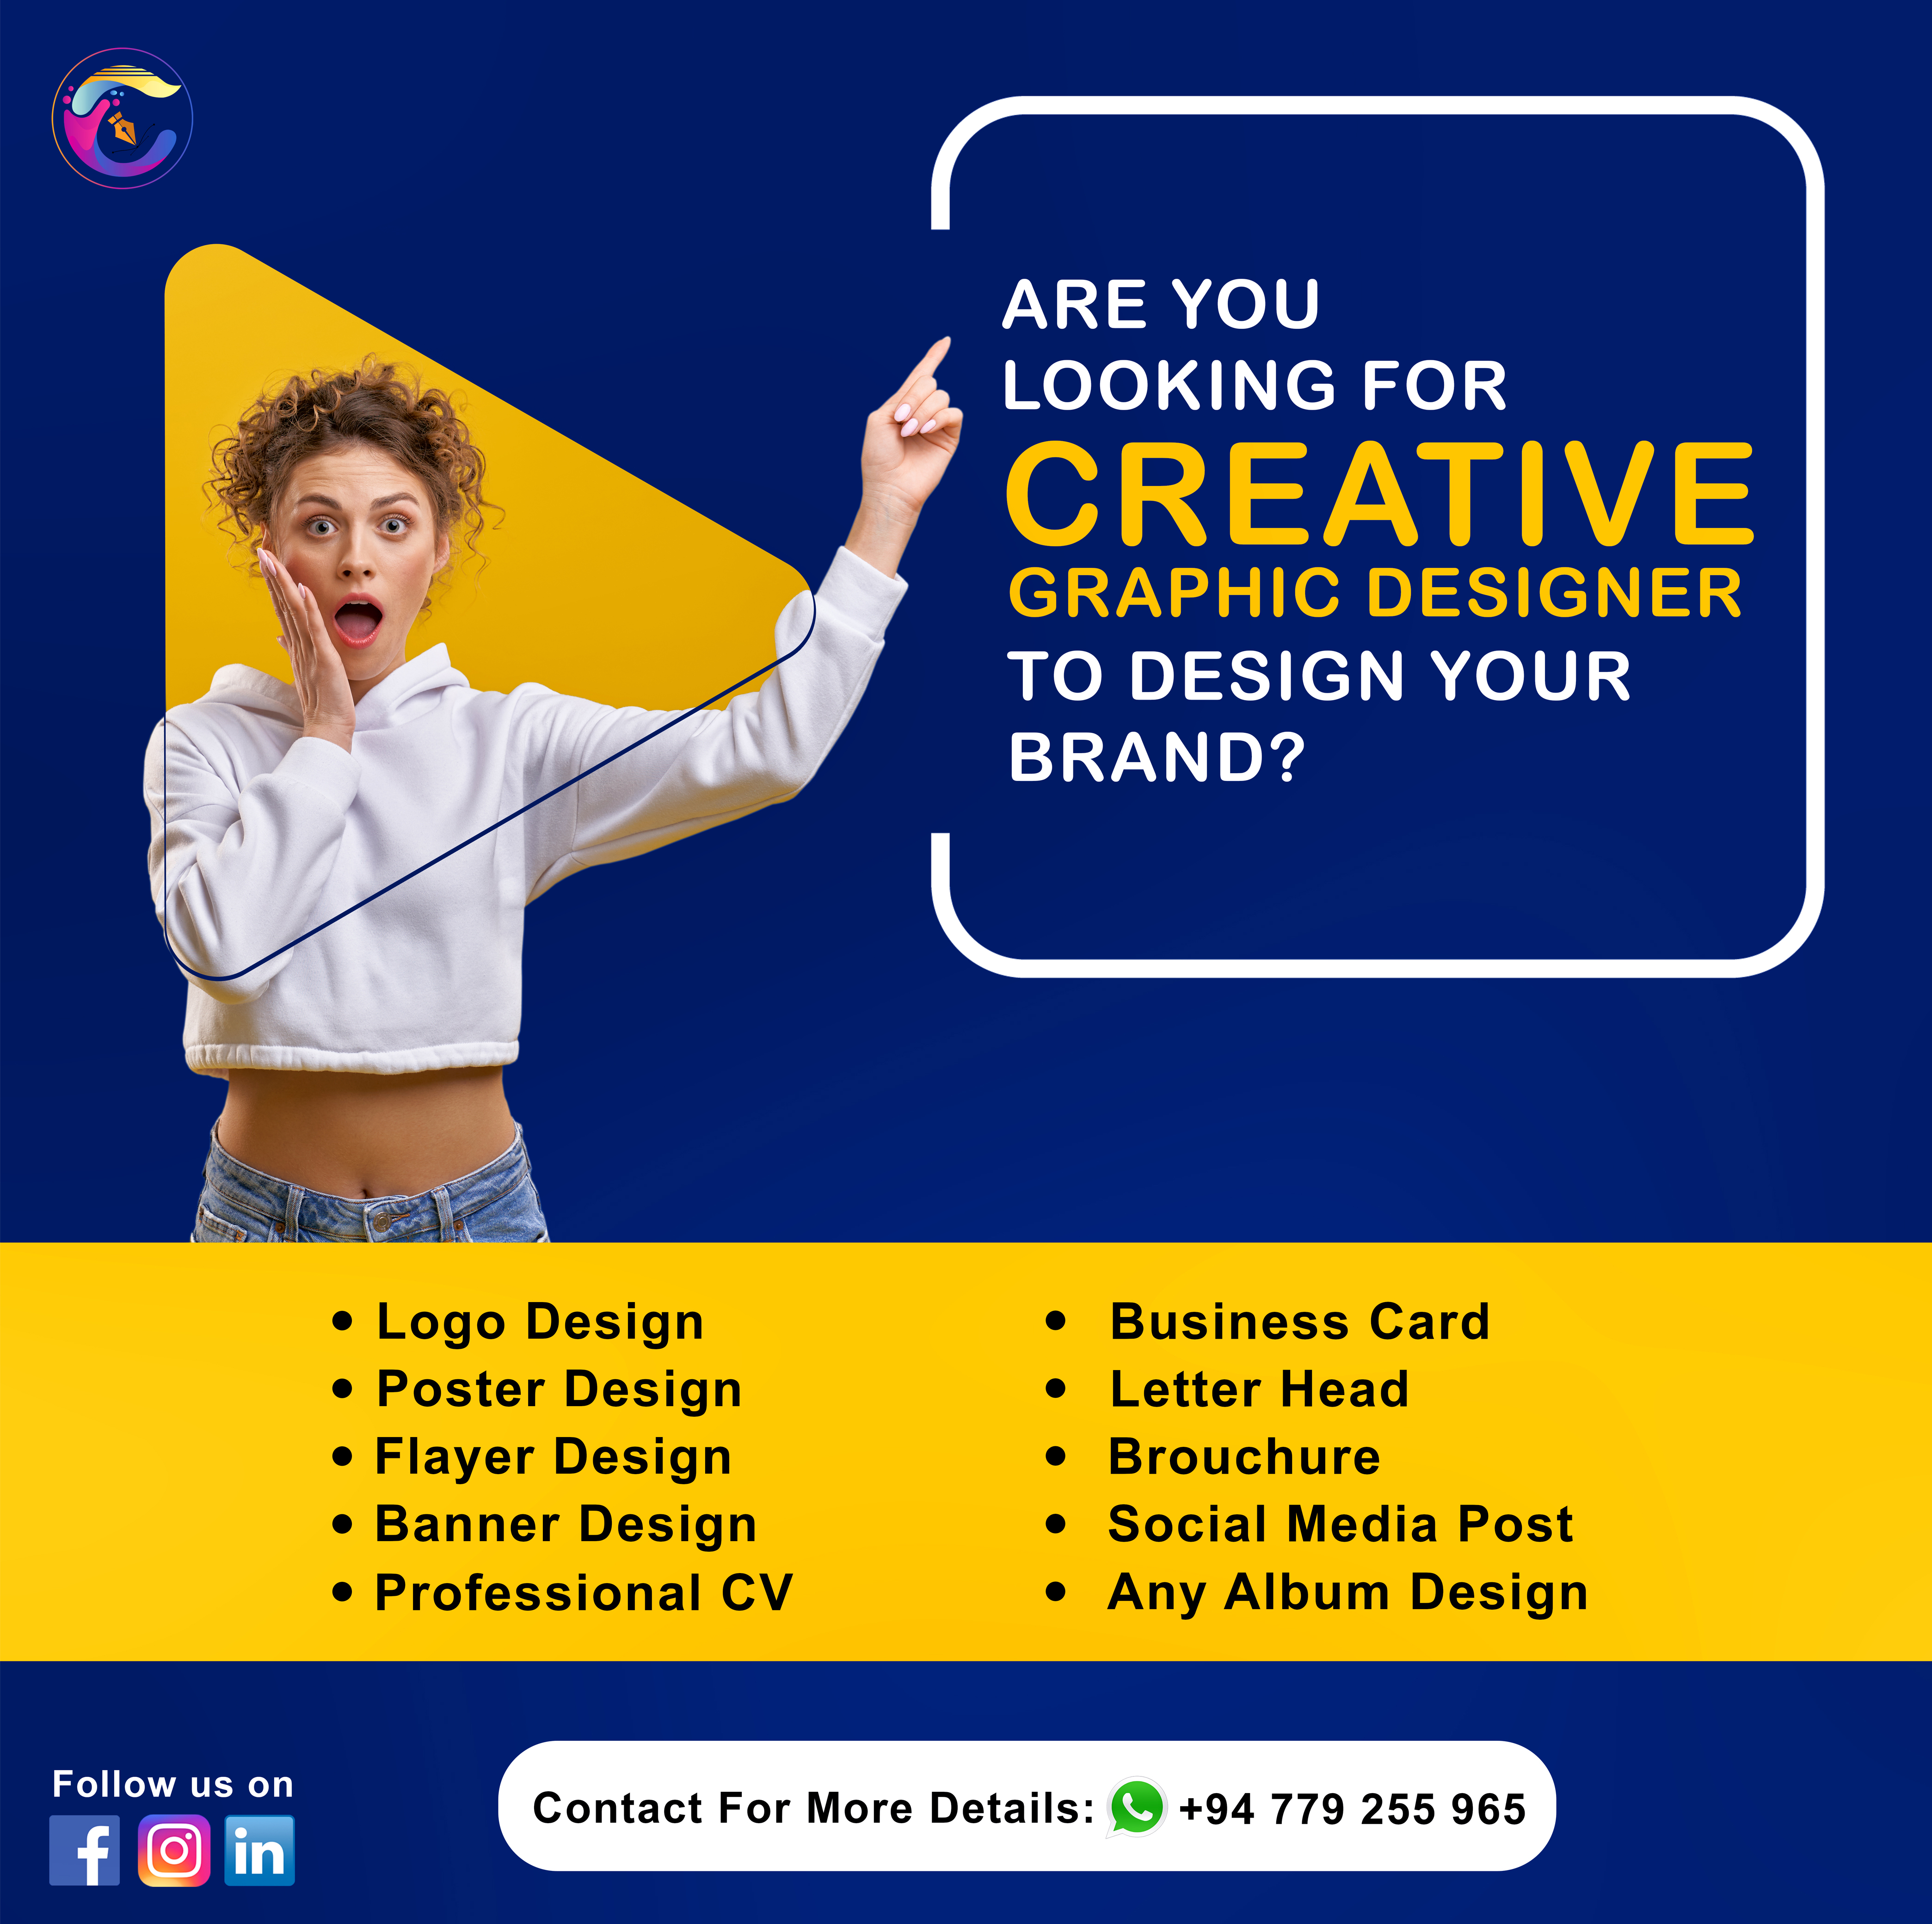 ARE YOU
LOOKING FOR
CREATIVE
GRAPHIC DESIGNER
TO DESIGN YOUR
BRAND?
• Logo Design
• Poster Design
• Flayer Design
• Banner Design
• Professional CV
• Business Card
• Letter Head
• Brouchure
• Social Media Post
• Any Album Design
Follow us on
Contact For More Details: +94 779 255 965